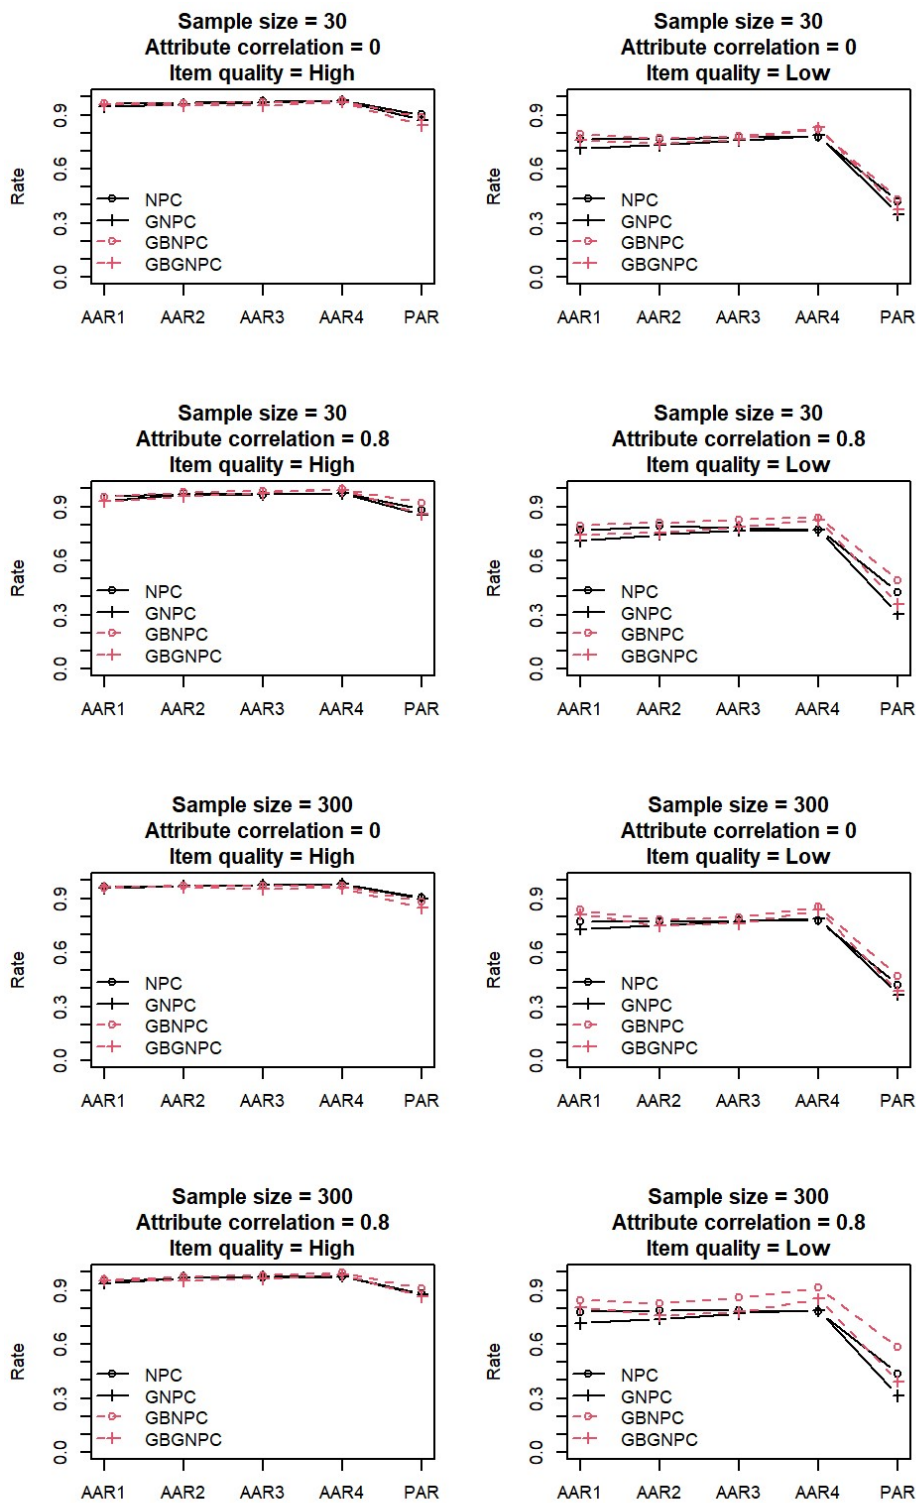 Sample size = 30
Attribute correlation = 0
Item quality = High
Rate
0.9
0.6
0.3
0.0
NPC
GNPC
GBNPC
GBGNPC
AAR1 AAR2 AAR3 AAR4 PAR
Sample size = 30
Attribute correlation = 0
Item quality = Low
Rate
0.9
0.6
0.3
0.0
NPC
GNPC
GBNPC
GBGNPC
AAR1 AAR2 AAR3 AAR4 PAR
Sample size = 30
Attribute correlation = 0.8
Item quality = High
Rate
0.9
0.6
0.3
0.0
NPC
GNPC
GBNPC
GBGNPC
AAR1 AAR2 AAR3 AAR4 PAR
Sample size = 30
Attribute correlation = 0.8
Item quality = Low
Rate
0.9
0.6
0.3
0.0
NPC
GNPC
GBNPC
GBGNPC
AAR1 AAR2 AAR3 AAR4 PAR
Sample size = 300
Attribute correlation = 0
Item quality = High
Rate
0.9
0.6
0.3
0.0
NPC
GNPC
GBNPC
GBGNPC
AAR1 AAR2 AAR3 AAR4 PAR
Sample size = 300
Attribute correlation = 0
Item quality = Low
Rate
0.9
0.6
0.3
0.0
NPC
GNPC
GBNPC
GBGNPC
AAR1 AAR2 AAR3 AAR4 PAR
Sample size = 300
Attribute correlation = 0.8
Item quality = High
Rate
0.9
0.6
0.3
0.0
NPC
GNPC
GBNPC
GBGNPC
AAR1 AAR2 AAR3 AAR4 PAR
Sample size = 300
Attribute correlation = 0.8
Item quality = Low
Rate
0.9
0.6
0.3
0.0
NPC
GNPC
GBNPC
GBGNPC
AAR1 AAR2 AAR3 AAR4 PAR